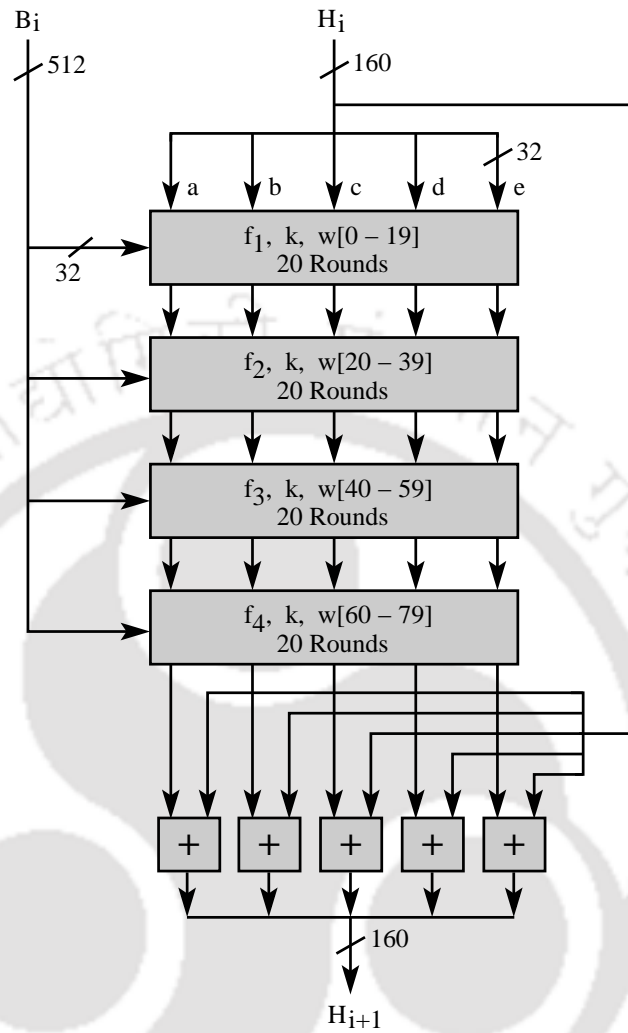 Bi Hi
512
160
32
a b c d e
f1, k, w[0 – 19]
20 Rounds
32
f2, k, w[20 – 39]
20 Rounds
f3, k, w[40 – 59]
20 Rounds
f4, k, w[60 – 79]
20 Rounds
+ + + + +
160
Hi+1